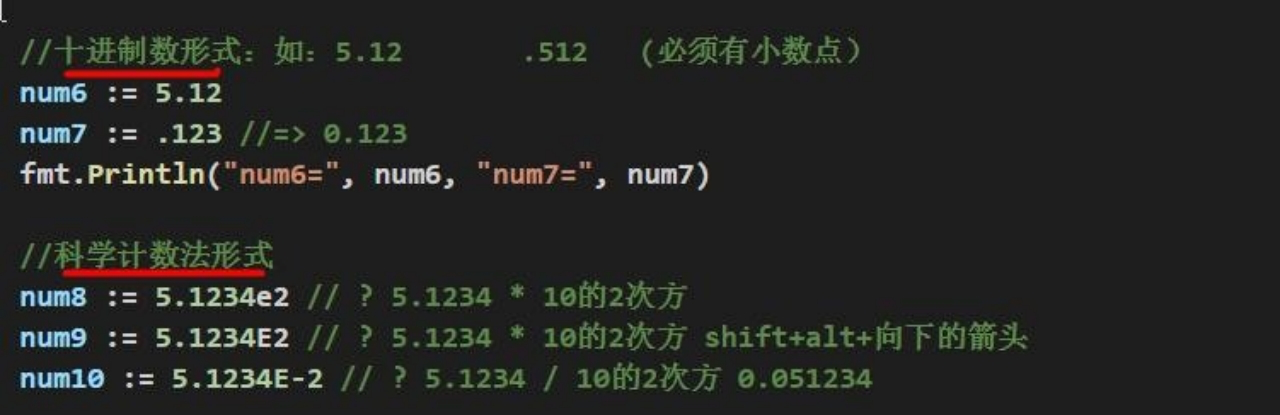 //十进制数形式：如：5.12       .512   (必须有小数点）
num6 := 5.12
num7 := .123 //=> 0.123
fmt.Println("num6=", num6, "num7=", num7)
//科学计数法形式
num8 := 5.1234e2 // ? 5.1234 * 10的2次方
num9 := 5.1234E2 // ? 5.1234 * 10的2次方 shift+alt+向下的箭头
num10 := 5.1234E-2 // ? 5.1234 / 10的2次方 0.051234